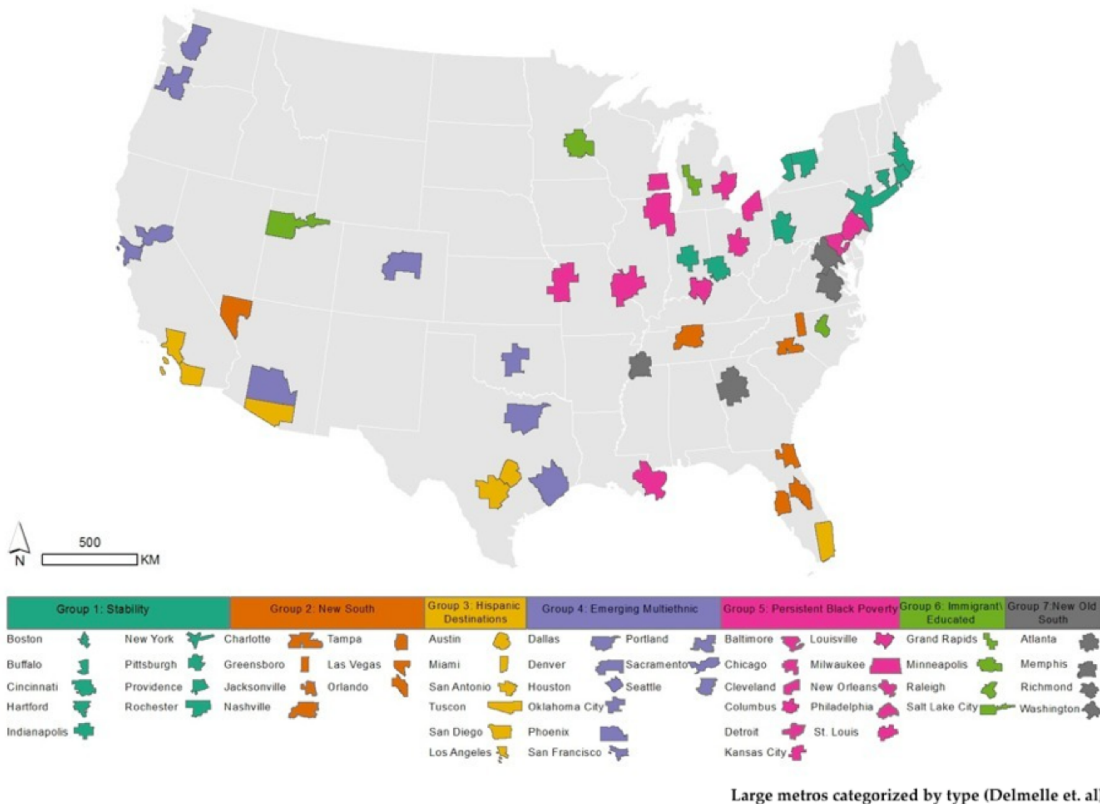 500
N
KM
Group 1: Stability
Group 2: New South
Group 3: Hispanic
Destinations
Group 4: Emerging Multiethnic
Group 5: Persistent Black Poverty
Group 6: Immigrant\
Educated
Group 7:New Old
South
Boston New York Charlotte Tampa Austin Dallas Portland Baltimore Louisville Grand Rapids Atlanta
Buffalo Pittsburgh Greensboro Las Vegas Miami Denver Sacramento Chicago Milwaukee Minneapolis Memphis
Cincinnati Providence Jacksonville Orlando San Antonio Houston Seattle Cleveland New Orleans Raleigh Richmond
Hartford Rochester Nashville Tuscon Oklahoma City Columbus Philadelphia Salt Lake City Washington
Indianapolis San Diego Phoenix Detroit St. Louis
Los Angeles San Francisco Kansas City
Large metros categorized by type (Delmelle et. al)